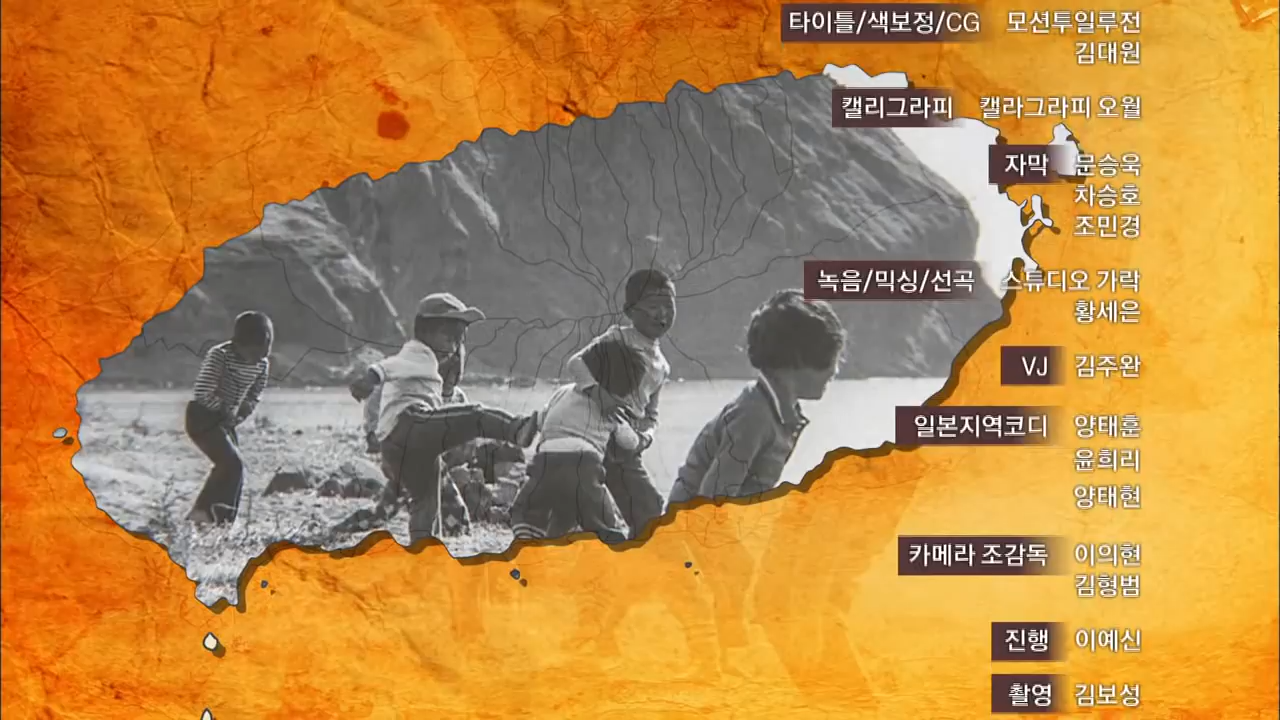 타이틀/색보정/CG 모션투일루전
김대원
캘리그라피 캘라그라피 오월
자막 문승욱
차승호
조민경
녹음/믹싱/선곡 스튜디오 가락
황세은
VJ 김주완
일본지역코디 양태훈
윤희리
양태현
카메라 조감독 이의현
김형범
진행 이예신
촬영 김보성